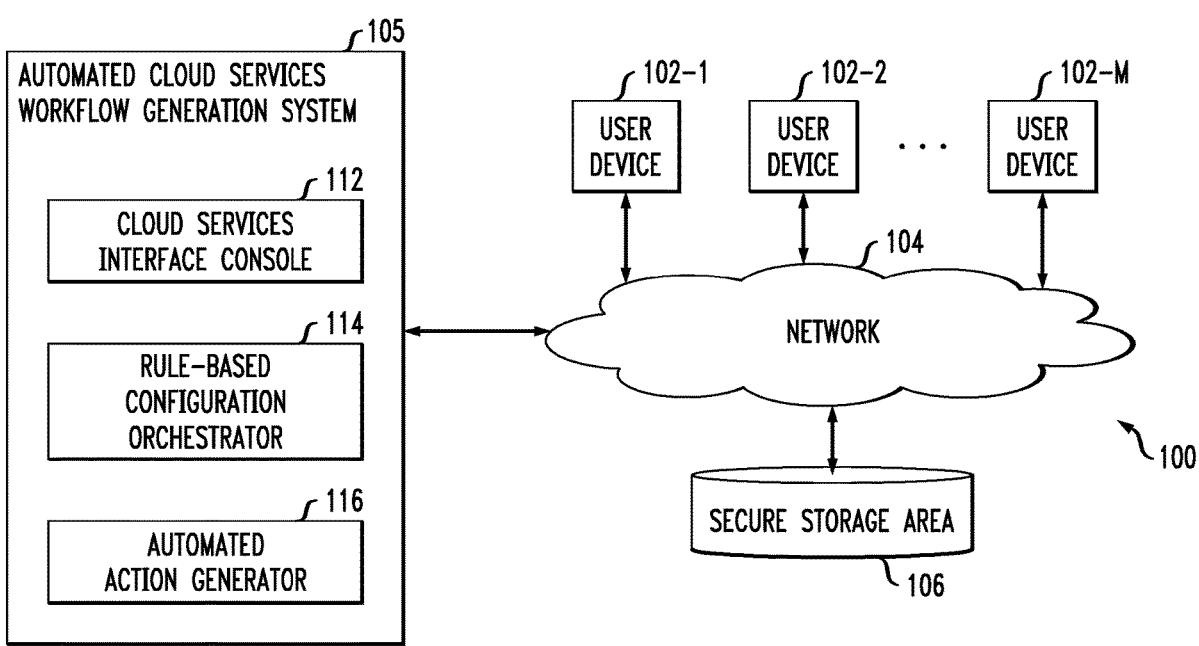 105
AUTOMATED CLOUD SERVICES
WORKFLOW GENERATION SYSTEM
112
CLOUD SERVICES
INTERFACE CONSOLE
114
RULE-BASED
CONFIGURATION
ORCHESTRATOR
116
AUTOMATED
ACTION GENERATOR
102-1
USER
DEVICE
102-2
USER
DEVICE
...
102-M
USER
DEVICE
104
NETWORK
100
SECURE STORAGE AREA
106